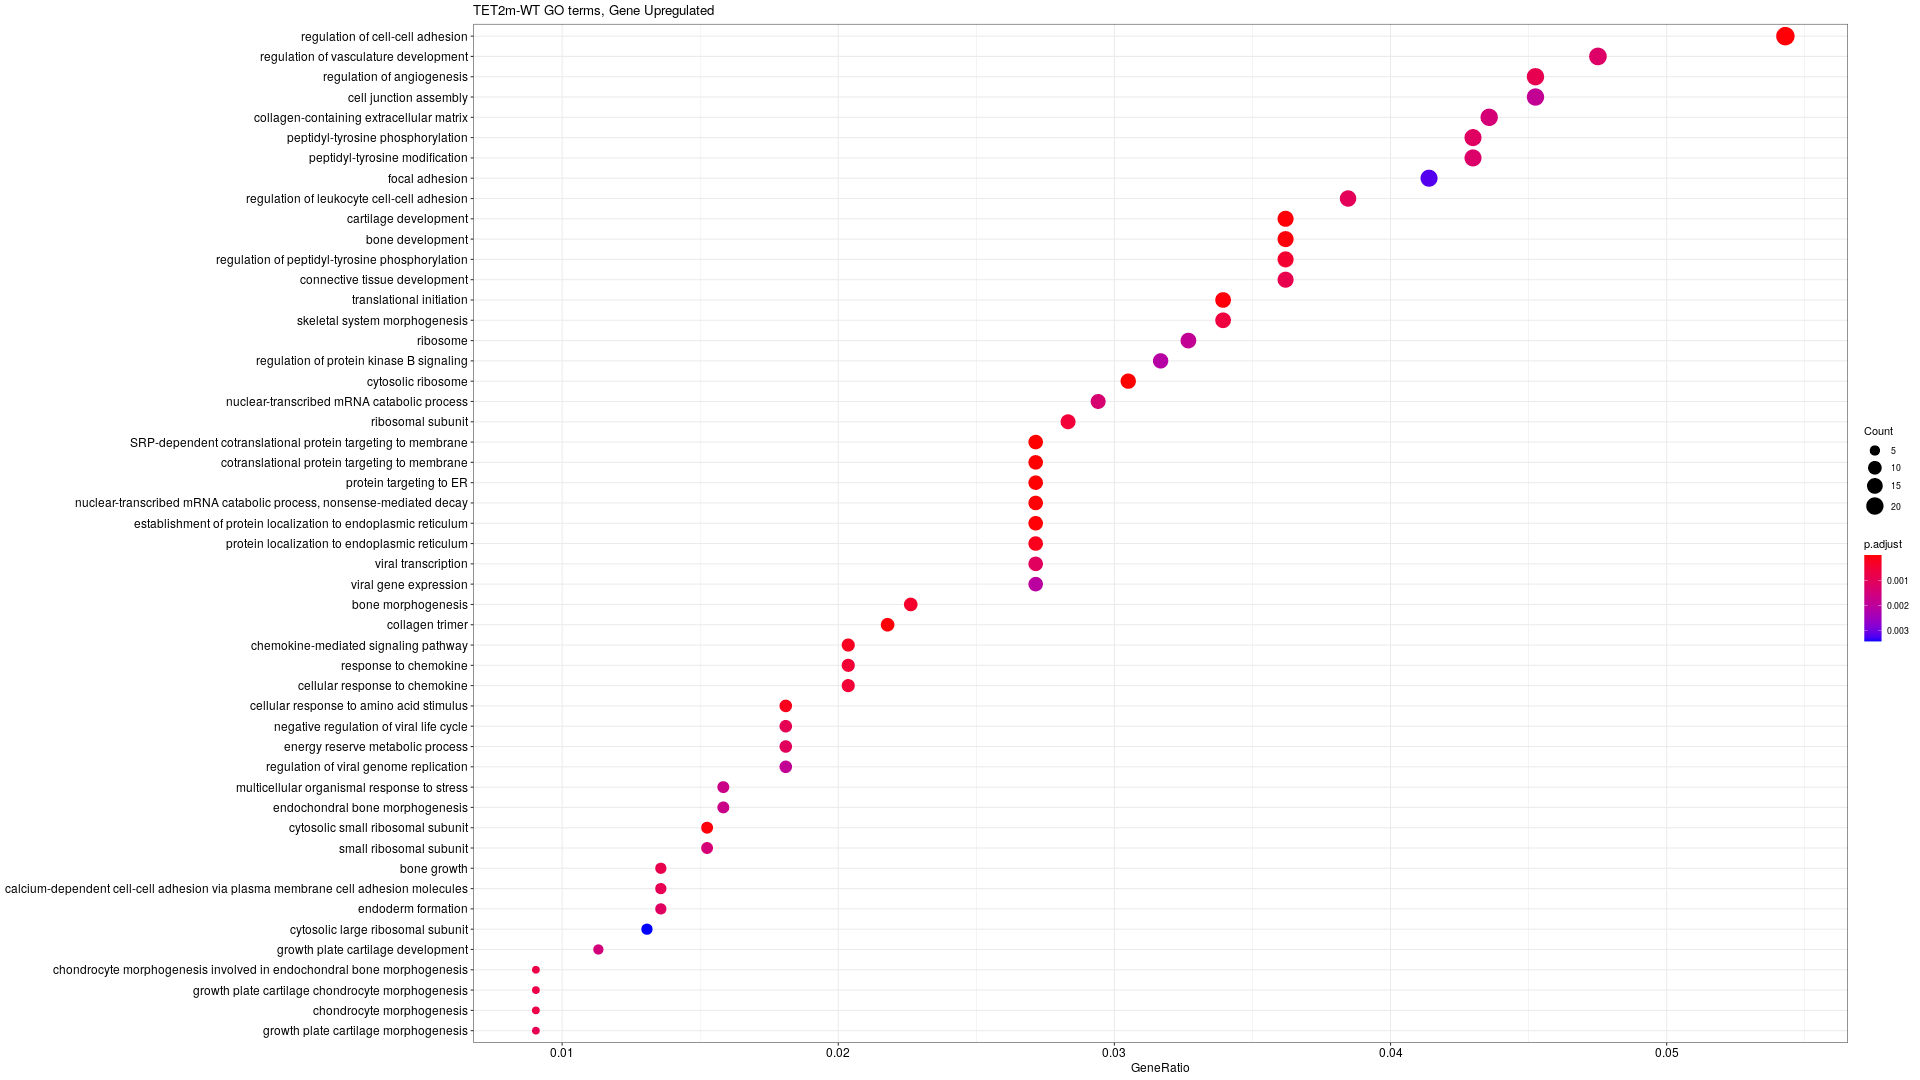 TET2m-WT GO terms, Gene Upregulated
regulation of cell-cell adhesion
regulation of vasculature development
regulation of angiogenesis
cell junction assembly
collagen-containing extracellular matrix
peptidyl-tyrosine phosphorylation
peptidyl-tyrosine modification
focal adhesion
regulation of leukocyte cell-cell adhesion
cartilage development
bone development
regulation of peptidyl-tyrosine phosphorylation
connective tissue development
translational initiation
skeletal system morphogenesis
ribosome
regulation of protein kinase B signaling
cytosolic ribosome
nuclear-transcribed mRNA catabolic process
ribosomal subunit
SRP-dependent cotranslational protein targeting to membrane
cotranslational protein targeting to membrane
protein targeting to ER
nuclear-transcribed mRNA catabolic process, nonsense-mediated decay
establishment of protein localization to endoplasmic reticulum
protein localization to endoplasmic reticulum
viral transcription
viral gene expression
bone morphogenesis
collagen trimer
chemokine-mediated signaling pathway
response to chemokine
cellular response to chemokine
cellular response to amino acid stimulus
negative regulation of viral life cycle
energy reserve metabolic process
regulation of viral genome replication
multicellular organismal response to stress
endochondral bone morphogenesis
cytosolic small ribosomal subunit
small ribosomal subunit
bone growth
calcium-dependent cell-cell adhesion via plasma membrane cell adhesion molecules
endoderm formation
cytosolic large ribosomal subunit
growth plate cartilage development
chondrocyte morphogenesis involved in endochondral bone morphogenesis
growth plate cartilage chondrocyte morphogenesis
chondrocyte morphogenesis
growth plate cartilage morphogenesis
0.01 0.02 0.03 0.04 0.05
GeneRatio
Count
5
10
15
20
p.adjust
0.001
0.002
0.003